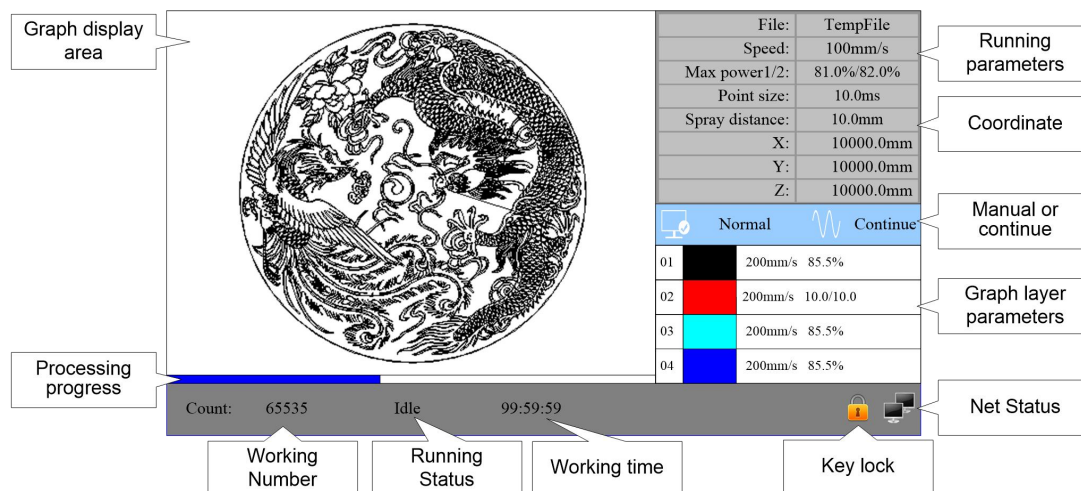 Graph display
area
File: TempFile
Speed: 100mm/s
Max power1/2: 81.0%/82.0%
Point size: 10.0ms
Spray distance: 10.0mm
X: 10000.0mm
Y: 10000.0mm
Z: 10000.0mm
Running
parameters
Coordinate
Normal Continue
Manual or
continue
01 200mm/s 85.5%
02 200mm/s 10.0/10.0
03 200mm/s 85.5%
04 200mm/s 85.5%
Graph layer
parameters
Processing
progress
Count: 65535 Idle 99:59:59
Net Status
Working
Number
Running
Status
Working time
Key lock